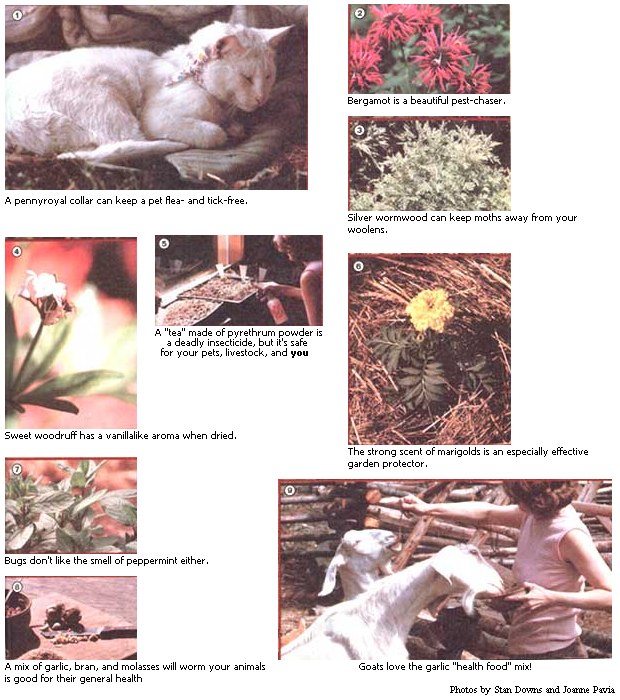 1
A pennyroyal collar can keep a pet flea- and tick-free.
2
Bergamot is a beautiful pest-chaser.
3
Silver wormwood can keep moths away from your
woolens.
4
Sweet woodruff has a vanillalike aroma when dried.
5
A "tea" made of pyrethrum powder is
a deadly insecticide, but it's safe
for your pets, livestock, and you
6
The strong scent of marigolds is an especially effective
garden protector.
7
Bugs don't like the smell of peppermint either.
8
A mix of garlic, bran, and molasses will worm your animals
is good for their general health
9
Goats love the garlic "health food" mix!
Photos by Stan Downs and Joanne Pavia